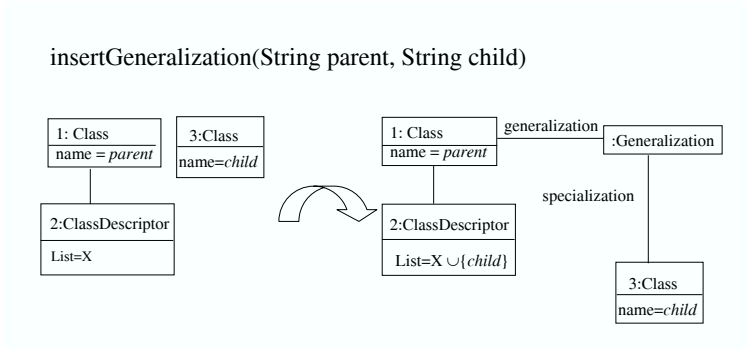 insertGeneralization(String parent, String child)
1: Class
name = parent
3:Class
name=child
2:ClassDescriptor
List=X
1: Class
name = parent
generalization
:Generalization
specialization
2:ClassDescriptor
List=X ∪{child}
3:Class
name=child